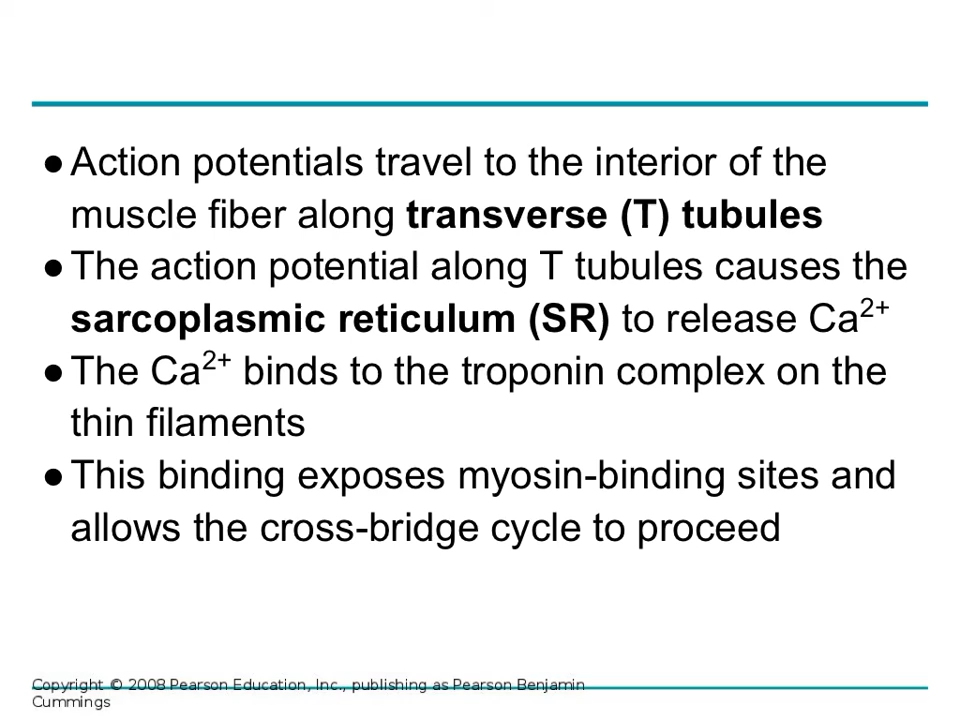 ●Action potentials travel to the interior of the
muscle fiber along transverse (T) tubules
●The action potential along T tubules causes the
sarcoplasmic reticulum (SR) to release Ca²⁺
●The Ca²⁺ binds to the troponin complex on the
thin filaments
●This binding exposes myosin-binding sites and
allows the cross-bridge cycle to proceed
Copyright © 2008 Pearson Education, Inc., publishing as Pearson Benjamin
Cummings